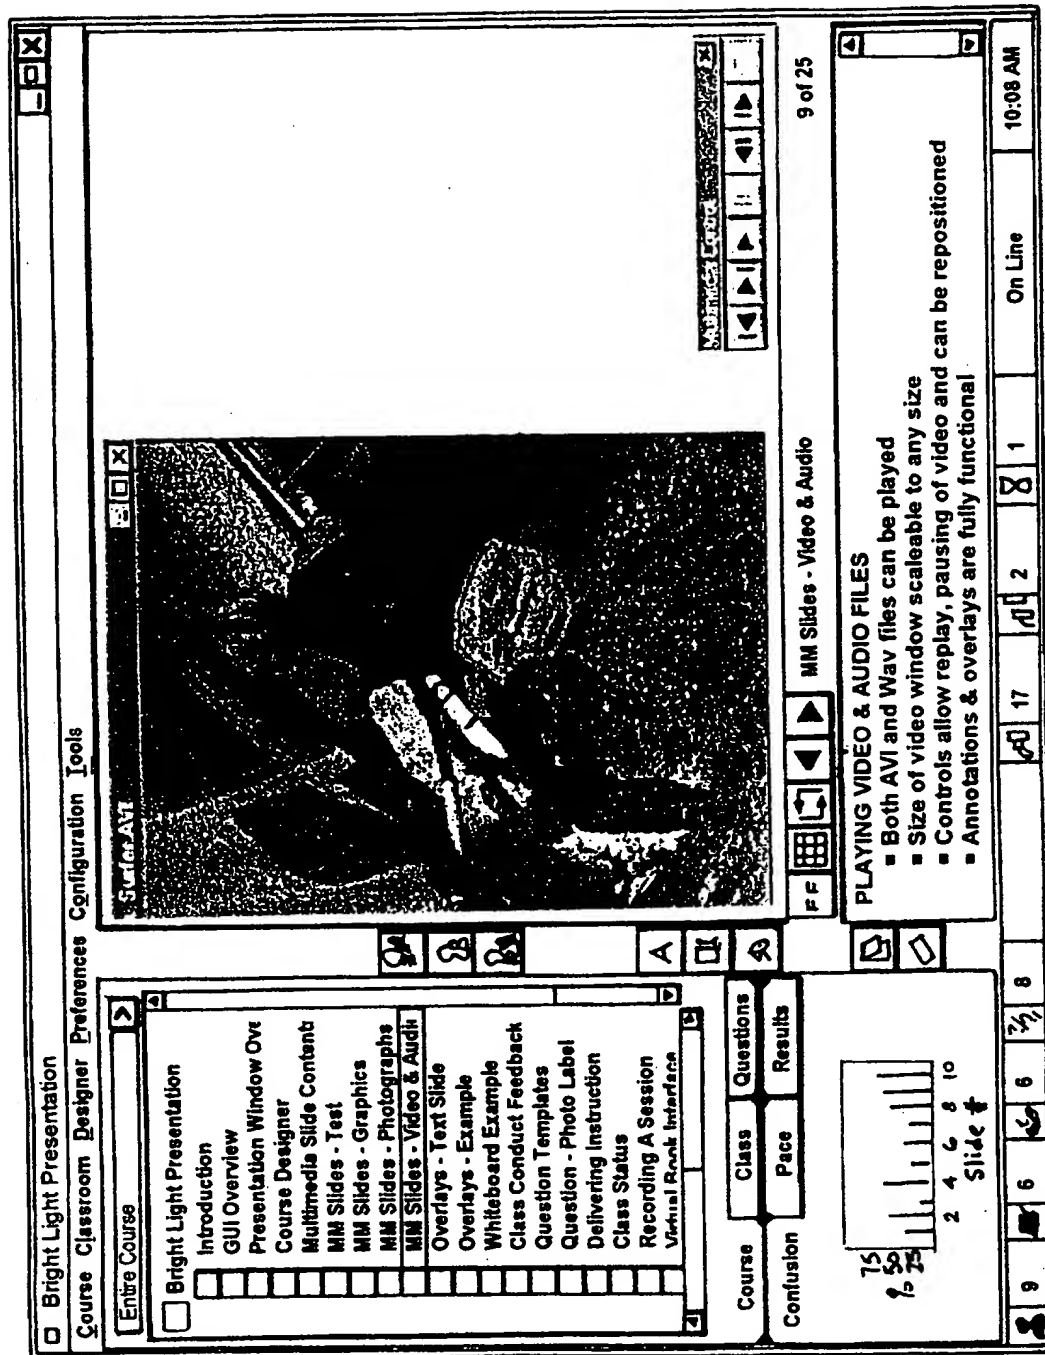 Bright Light Presentation
Course Classroom Designer Preferences Configuration Tools
Entire Course
Bright Light Presentation
Introduction
GUI Overview
Presentation Window Ove
Course Designer
Multimedia Slide Contents
MM Slides - Test
MM Slides - Graphics
MM Slides - Photographs
MM Slides - Video & Audio
Overlays - Text Slide
Overlays - Example
Whiteboard Example
Class Conduct Feedback
Question Templates
Question - Photo Label
Delivering Instruction
Class Status
Recording A Session
Virtual Book Interface
Course Class Questions
Confusion Pace Results
75
50
% 25
2 4 6 8 10
Slide #
A
FF
MM Slides - Video & Audio
9 of 25
PLAYING VIDEO & AUDIO FILES
▪ Both AVI and Wav files can be played
▪ Size of video window scaleable to any size
▪ Controls allow replay, pausing of video and can be repositioned
▪ Annotations & overlays are fully functional
9 6 6 8 17 2 1 On Line 10:08 AM